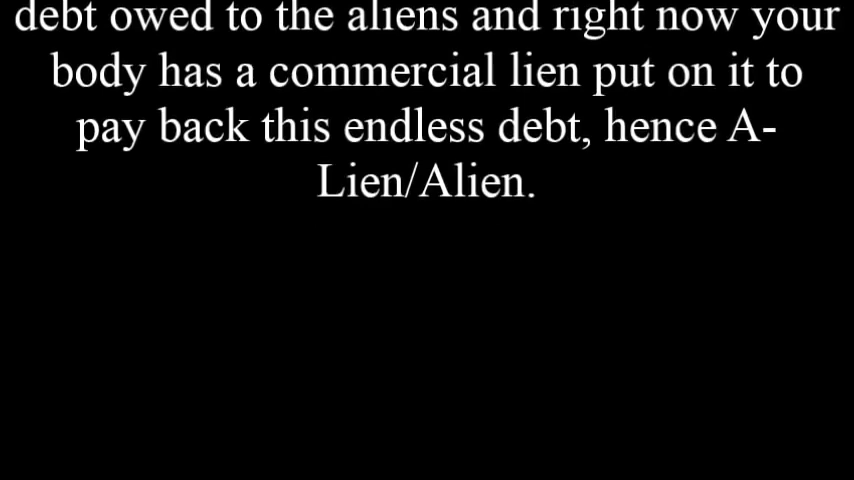 debt owed to the aliens and right now your
body has a commercial lien put on it to
pay back this endless debt, hence A-
Lien/Alien.